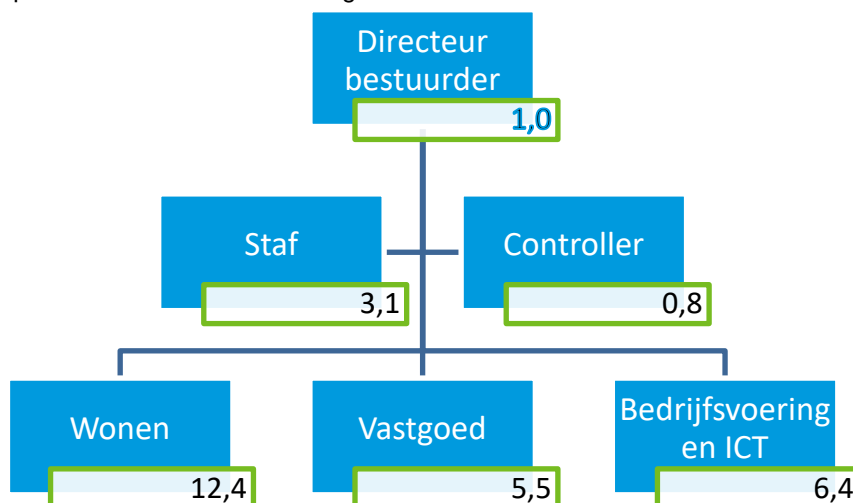 Directeur
bestuurder
1,0
Staf
3,1
Controller
0,8
Wonen
12,4
Vastgoed
5,5
Bedrijfsvoering
en ICT
6,4